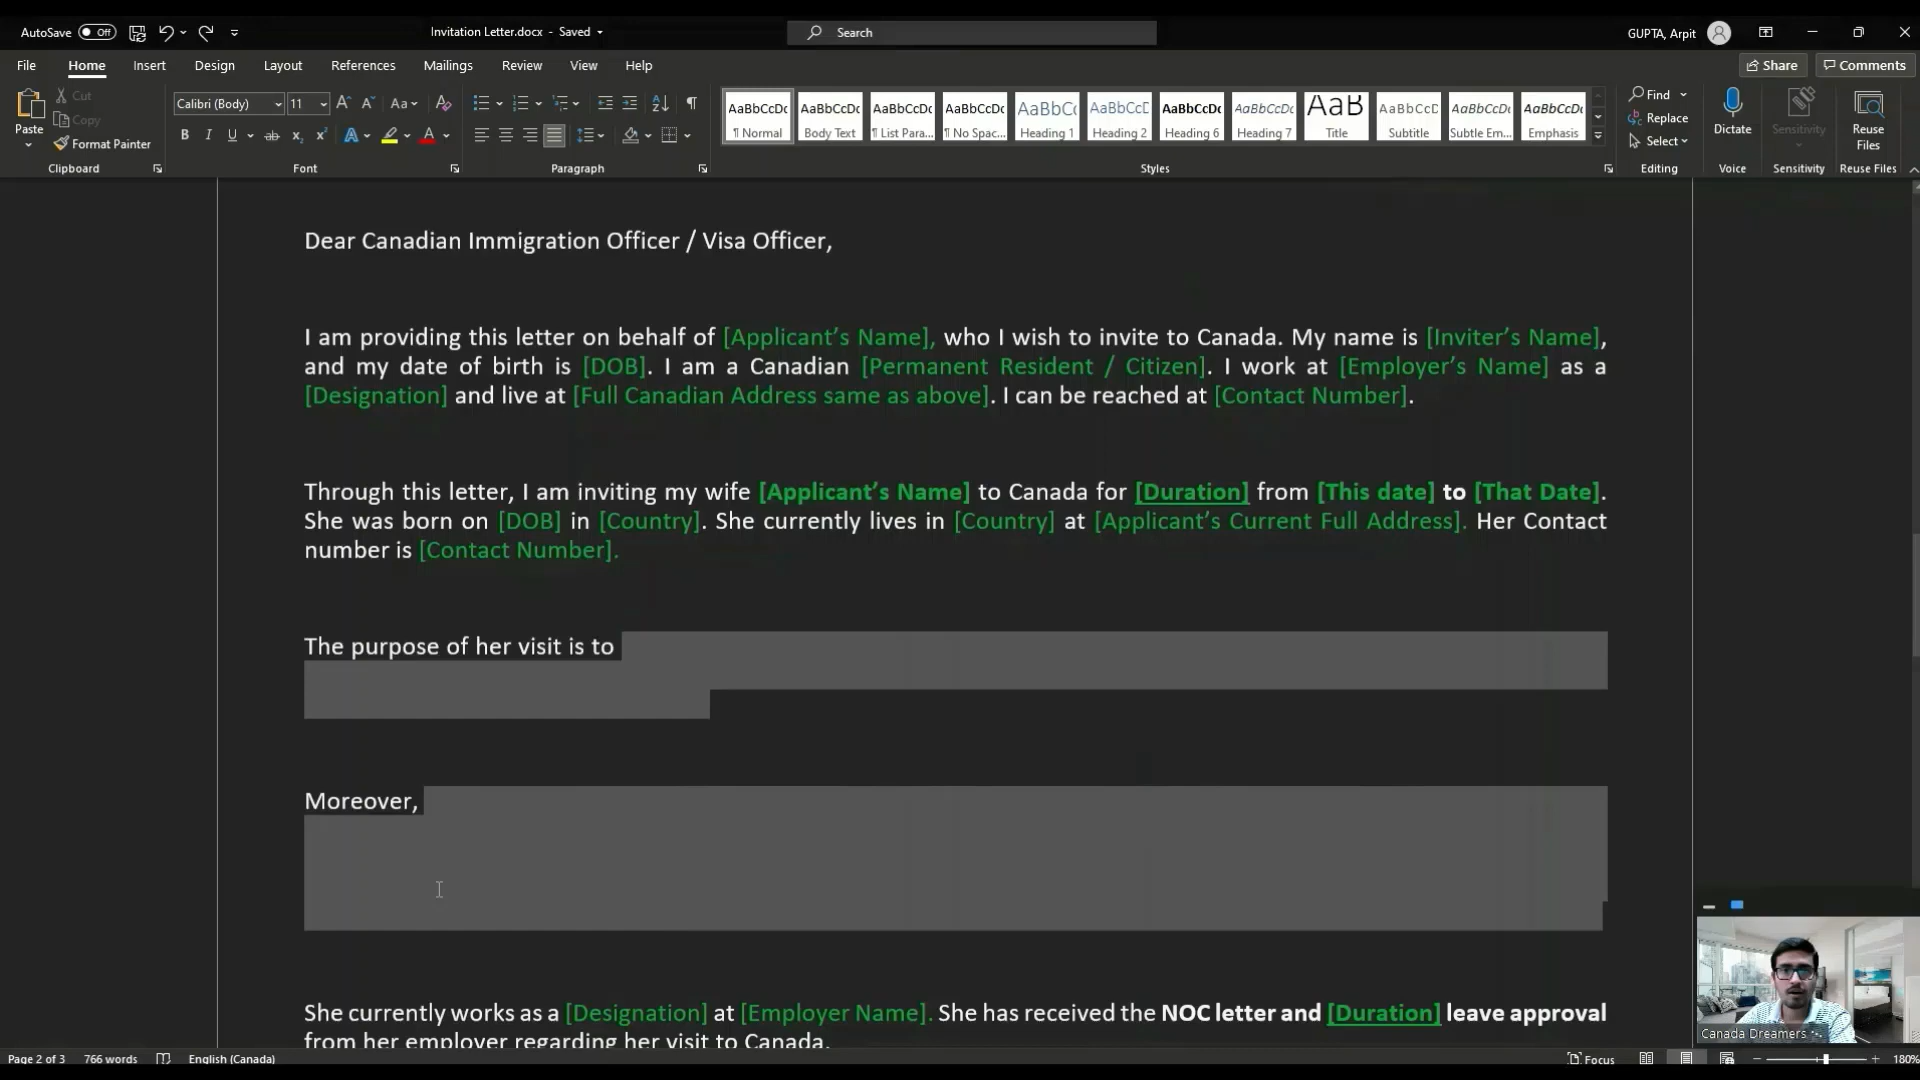 AutoSave Off Invitation Letter.docx - Saved Search GUPTA, Arpit
File Home Insert Design Layout References Mailings Review View Help Share Comments
Paste Cut Copy Format Painter Clipboard
Calibri (Body) 11 Aa Font
Paragraph
AaBbCcDc AaBbCcDc AaBbCcDc AaBbCcDc AaBbCc AaBbCcD AaBbCcDc AaBbCcDc AaB AaBbCcD AaBbCcDc AaBbCcDc
¶ Normal Body Text ¶ List Para... ¶ No Spac... Heading 1 Heading 2 Heading 6 Heading 7 Title Subtitle Subtle Em... Emphasis
Styles
Find Replace Select Editing
Dictate Voice
Sensitivity Sensitivity
Reuse Files Reuse Files
Dear Canadian Immigration Officer / Visa Officer,
I am providing this letter on behalf of [Applicant’s Name], who I wish to invite to Canada. My name is [Inviter’s Name],
and my date of birth is [DOB]. I am a Canadian [Permanent Resident / Citizen]. I work at [Employer’s Name] as a
[Designation] and live at [Full Canadian Address same as above]. I can be reached at [Contact Number].
Through this letter, I am inviting my wife [Applicant’s Name] to Canada for [Duration] from [This date] to [That Date].
She was born on [DOB] in [Country]. She currently lives in [Country] at [Applicant’s Current Full Address]. Her Contact
number is [Contact Number].
The purpose of her visit is to
Moreover,
She currently works as a [Designation] at [Employer Name]. She has received the NOC letter and [Duration] leave approval
from her employer regarding her visit to Canada.
Canada Dreamers
Page 2 of 3 766 words English (Canada) Focus 180%